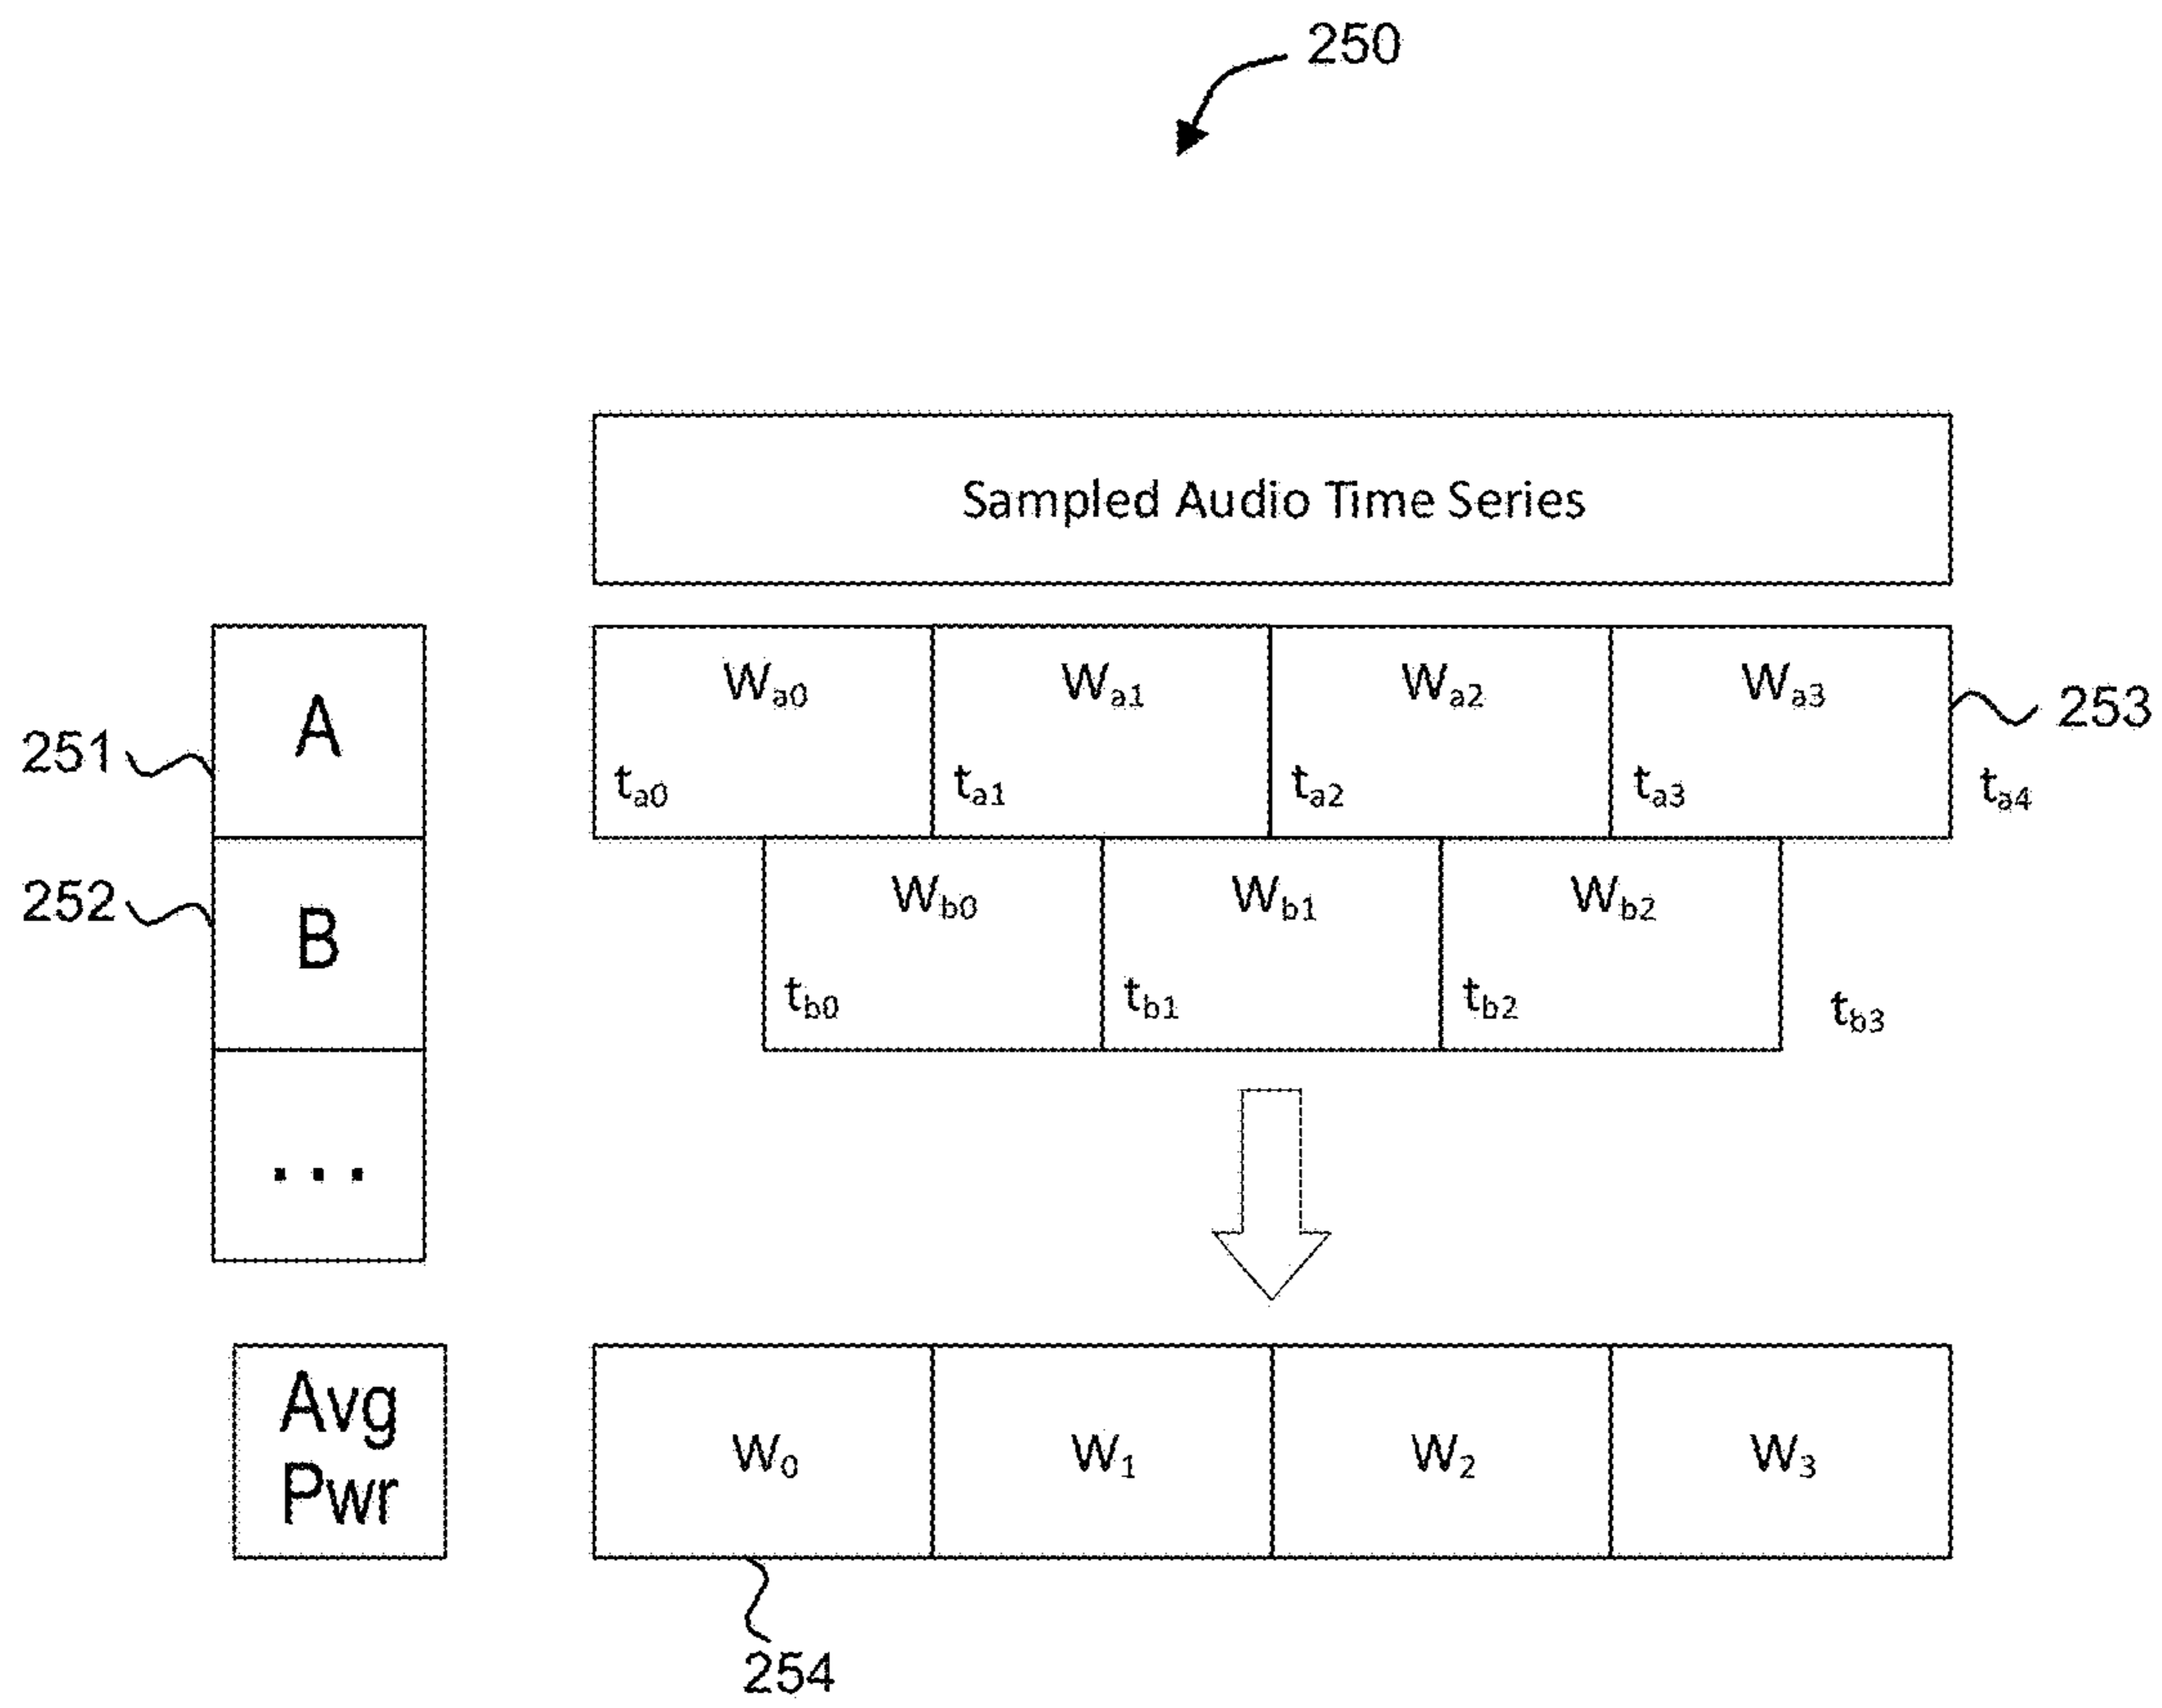 250
Sampled Audio Time Series
A
Wa0 Wa1 Wa2 Wa3
253
251
ta0 ta1 ta2 ta3 ta4
252
B
Wb0 Wb1 Wb2
tb0 tb1 tb2 tb3
...
Avg
Pwr
W0 W1 W2 W3
254